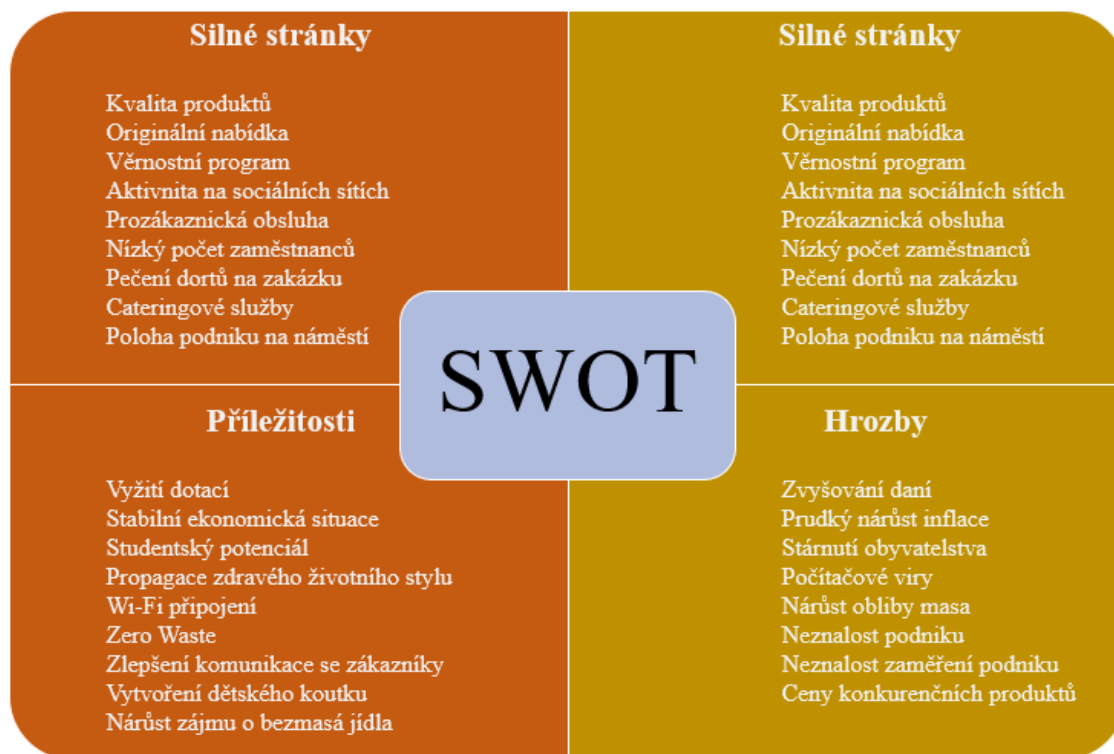 Silné stránky
Kvalita produktů
Originální nabídka
Věrnostní program
Aktivnita na sociálních sítích
Prozákaznická obsluha
Nízký počet zaměstnanců
Pečení dortů na zakázku
Cateringové služby
Poloha podniku na náměstí
Silné stránky
Kvalita produktů
Originální nabídka
Věrnostní program
Aktivnita na sociálních sítích
Prozákaznická obsluha
Nízký počet zaměstnanců
Pečení dortů na zakázku
Cateringové služby
Poloha podniku na náměstí
SWOT
Příležitosti
Vyžití dotací
Stabilní ekonomická situace
Studentský potenciál
Propagace zdravého životního stylu
Wi-Fi připojení
Zero Waste
Zlepšení komunikace se zákazníky
Vytvoření dětského koutku
Nárůst zájmu o bezmasá jídla
Hrozby
Zvyšování daní
Prudký nárůst inflace
Stárnutí obyvatelstva
Počítačové viry
Nárůst obliby masa
Neznalost podniku
Neznalost zaměření podniku
Ceny konkurenčních produktů